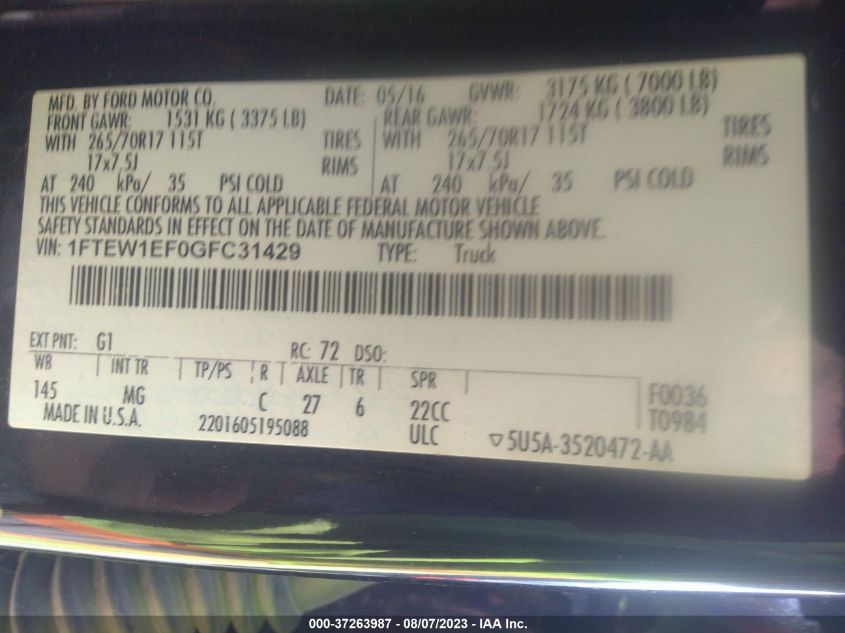 MFD. BY FORD MOTOR CO. DATE: 05/16 GVWR: 3175 KG ( 7000 LB)
FRONT GAWR: 1531 KG ( 3375 LB) REAR GAWR: 1724 KG ( 3800 LB)
WITH 265/70R17 115T TIRES WITH 265/70R17 115T TIRES
17x7.5J RIMS 17x7.5J RIMS
AT 240 kPa/ 35 PSI COLD AT 240 kPa/ 35 PSI COLD
THIS VEHICLE CONFORMS TO ALL APPLICABLE FEDERAL MOTOR VEHICLE
SAFETY STANDARDS IN EFFECT ON THE DATE OF MANUFACTURE SHOWN ABOVE.
VIN: 1FTEW1EF0GFC31429 TYPE: Truck
EXT PNT: G1 RC: 72 DSO:
WB INT TR TP/PS R AXLE TR SPR
145 MG C 27 6 22CC F0036
MADE IN U.S.A. 2201605195088 ULC T0984
5U5A-3520472-AA
000-37263987 - 08/07/2023 - IAA Inc.